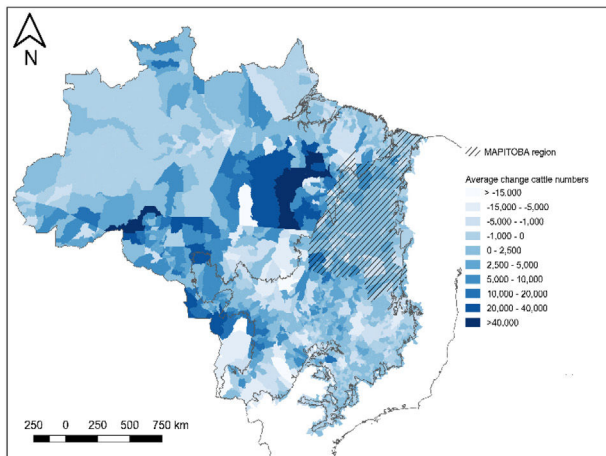 N
MAPITOBA region
Average change cattle numbers
> -15.000
-15,000 - -5,000
-5,000 - -1,000
-1,000 - 0
0 - 2,500
2,500 - 5,000
5,000 - 10,000
10,000 - 20,000
20,000 - 40,000
>40,000
250 0 250 500 750 km